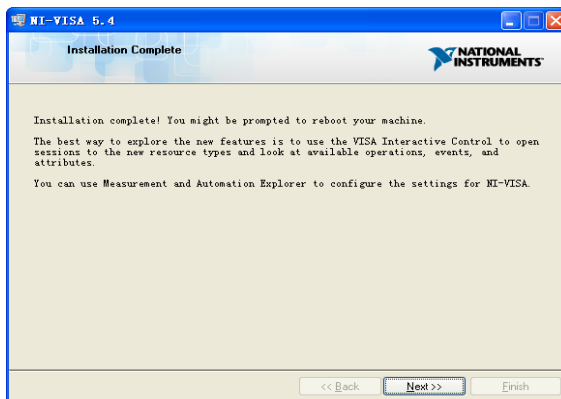 NI-VISA 5.4
Installation Complete
NATIONAL
INSTRUMENTS
Installation complete! You might be prompted to reboot your machine.
The best way to explore the new features is to use the VISA Interactive Control to open
sessions to the new resource types and look at available operations, events, and
attributes.
You can use Measurement and Automation Explorer to configure the settings for NI-VISA.
<< Back
Next >>
Finish